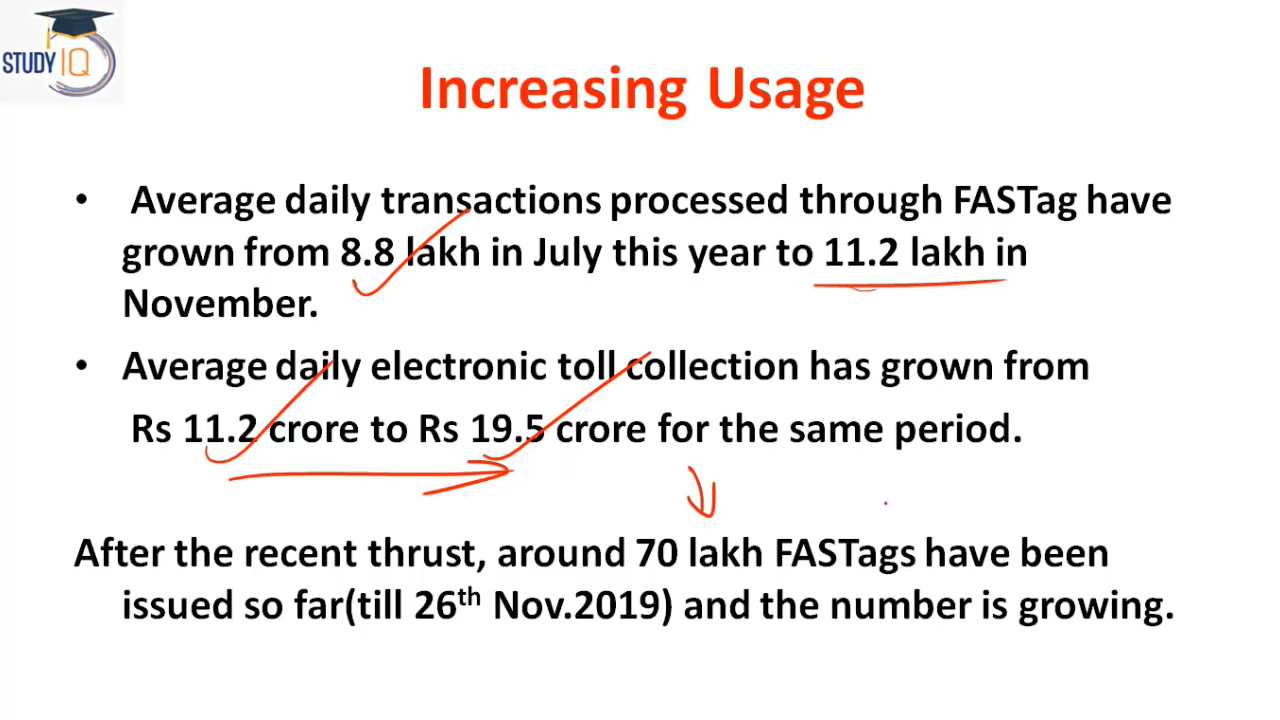 STUDY IQ
Increasing Usage
• Average daily transactions processed through FASTag have
grown from 8.8 lakh in July this year to 11.2 lakh in
November.
• Average daily electronic toll collection has grown from
Rs 11.2 crore to Rs 19.5 crore for the same period.
After the recent thrust, around 70 lakh FASTags have been
issued so far(till 26th Nov.2019) and the number is growing.